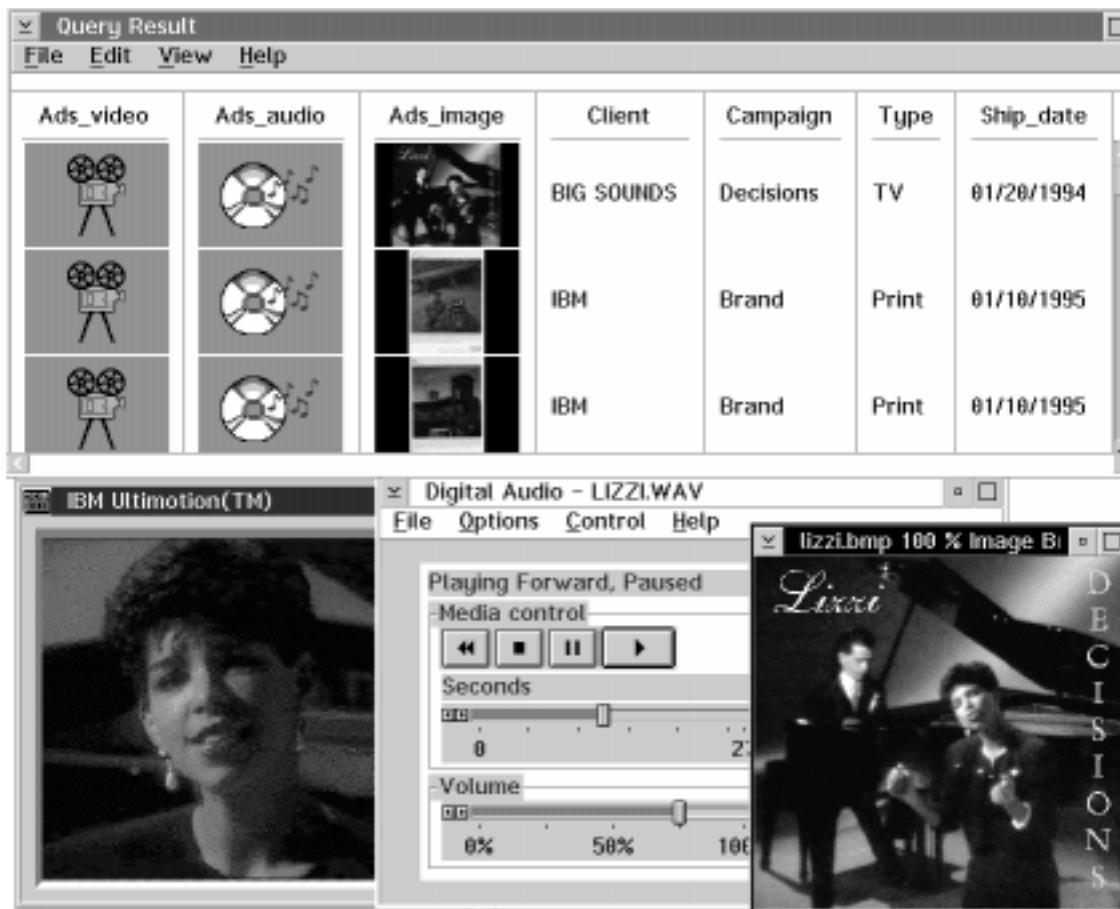 Query Result
File Edit View Help
Ads_video Ads_audio Ads_image Client Campaign Type Ship_date
Lizzi
BIG SOUNDS Decisions TV 01/20/1994
IBM Brand Print 01/10/1995
IBM Brand Print 01/10/1995
IBM Ultimotion(TM)
Digital Audio - LIZZI.WAV
File Options Control Help
Playing Forward, Paused
Media control
Seconds
0
Volume
0% 50%
lizzi.bmp 100 % Image
Lizzi
DECISIONS